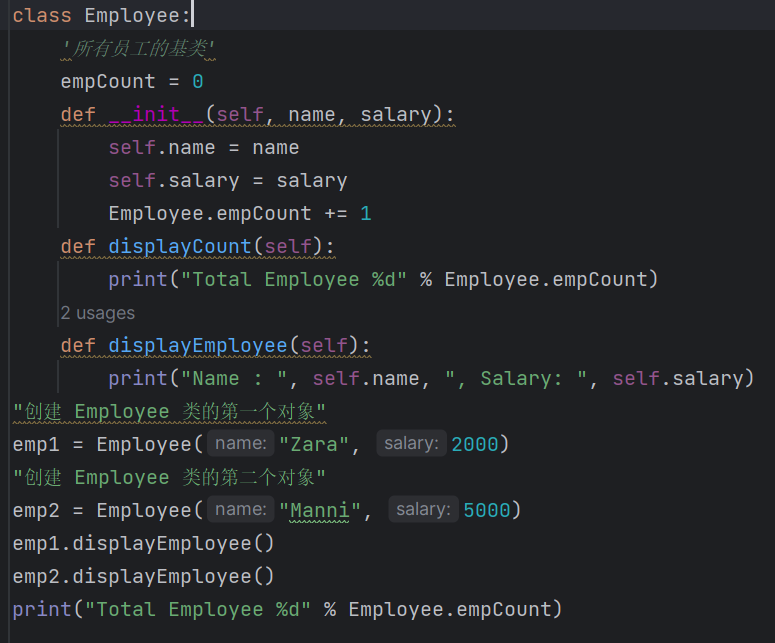 class Employee:
'所有员工的基类'
empCount = 0
def __init__(self, name, salary):
self.name = name
self.salary = salary
Employee.empCount += 1
def displayCount(self):
print("Total Employee %d" % Employee.empCount)
2 usages
def displayEmployee(self):
print("Name : ", self.name, ", Salary: ", self.salary)
"创建 Employee 类的第一个对象"
emp1 = Employee( name: "Zara", salary: 2000)
"创建 Employee 类的第二个对象"
emp2 = Employee( name: "Manni", salary: 5000)
emp1.displayEmployee()
emp2.displayEmployee()
print("Total Employee %d" % Employee.empCount)